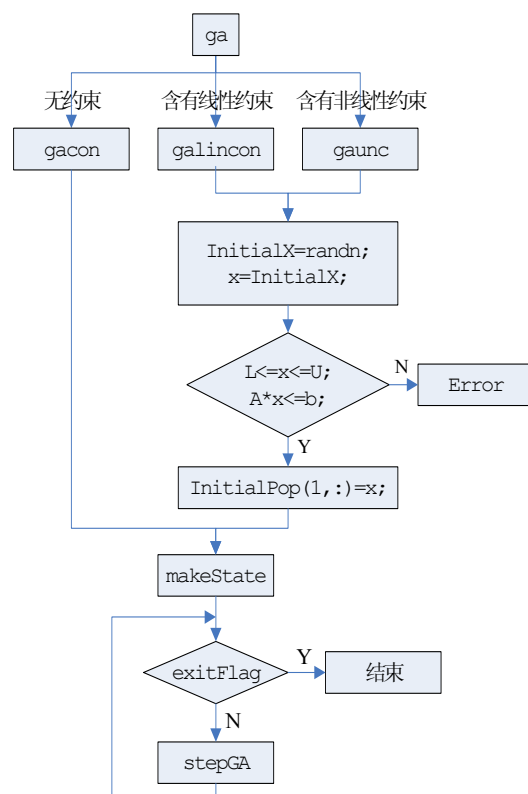 ga
无约束
含有线性约束
含有非线性约束
gacon
galincon
gaunc
InitialX=randn;
x=InitialX;
L<=x<=U;
A*x<=b;
N
Error
Y
InitialPop(1,:)=x;
makeState
exitFlag
Y
结束
N
stepGA